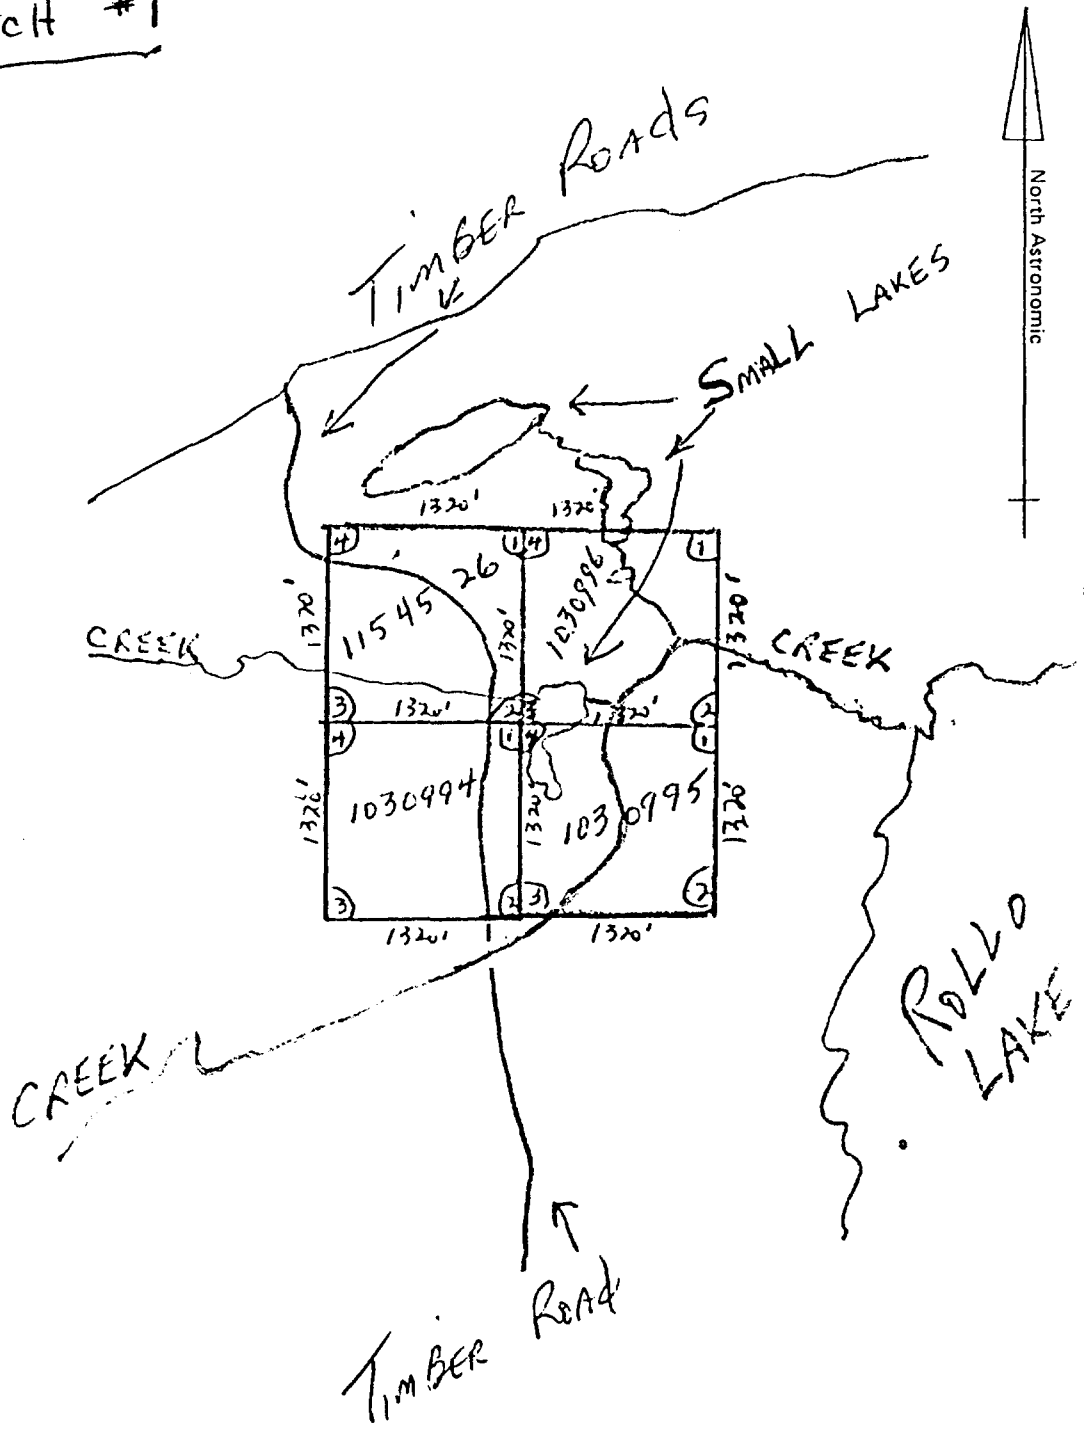 CH #1
TIMBER ROADS
North Astronomic
SMALL LAKES
1320' 1320'
4 1 4 1
1154526
1030996
1320' 1320' 1320'
CREEK
CREEK
3 1320' 2 3 1320' 2
4 1 4 1
1030994
1030995
1320' 1320' 1320'
3 2 3 2
1320' 1320'
ROLLO
LAKE
CREEK
TIMBER ROAD